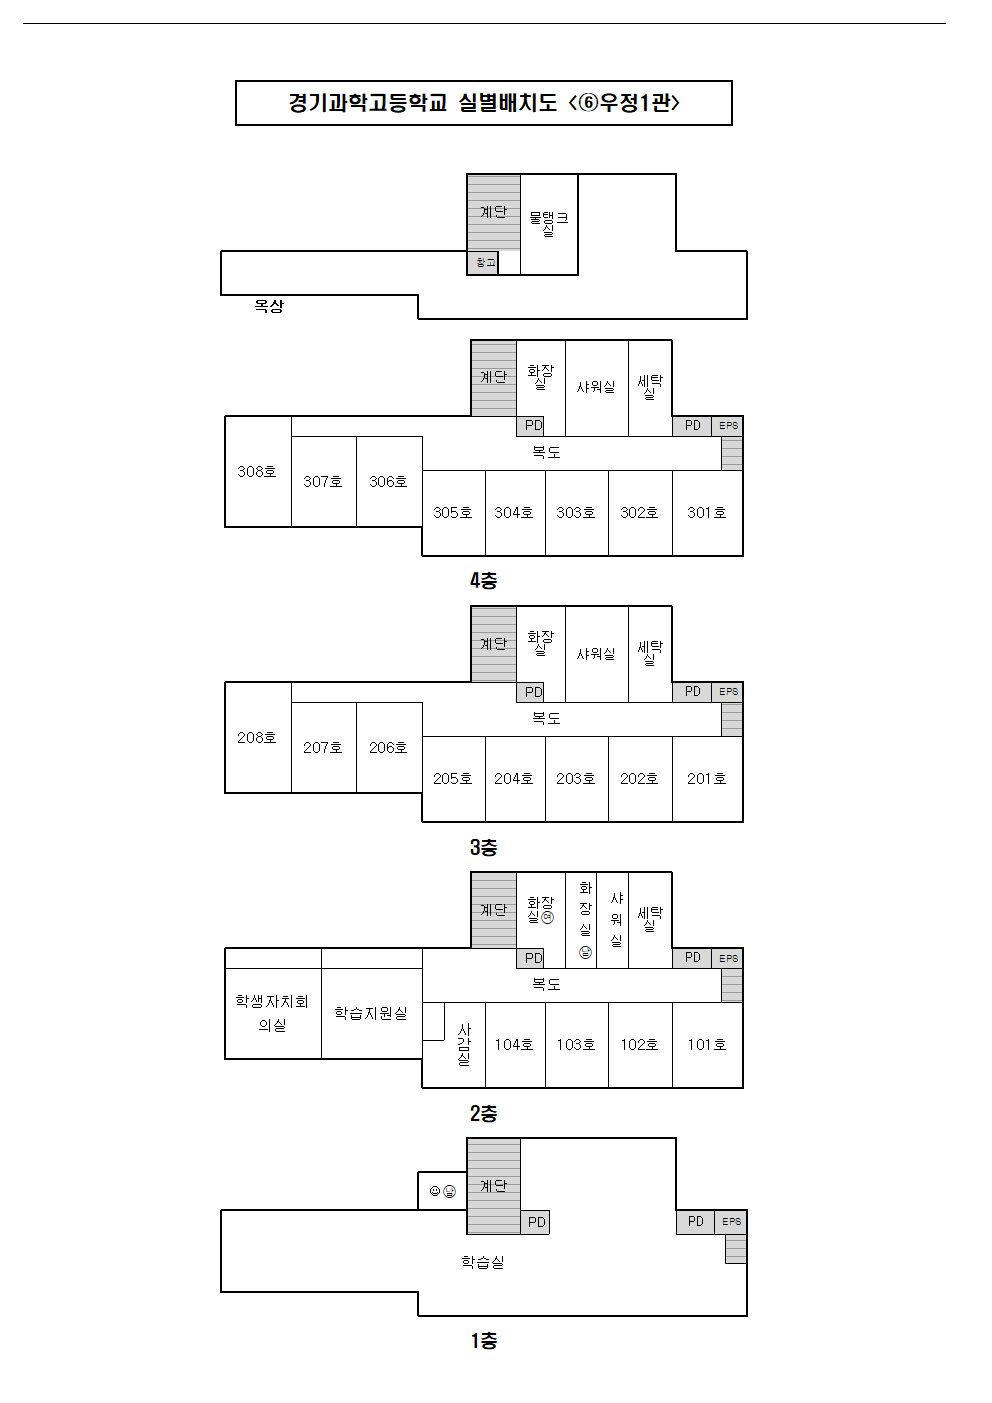 경기과학고등학교 실별배치도 <⑥우정1관>
계단
물탱크
실
창고
옥상
계단
화장
실
샤워실
세탁
실
PD
PD
EPS
복도
308호
307호
306호
305호
304호
303호
302호
301호
4층
계단
화장
실
샤워실
세탁
실
PD
PD
EPS
복도
208호
207호
206호
205호
204호
203호
202호
201호
3층
계단
화장
실㉠여
화
장
실
남
샤
워
실
세탁
실
PD
PD
EPS
복도
학생자치회
의실
학습지원실
사
감
실
104호
103호
102호
101호
2층
계단
☺남
PD
PD
EPS
학습실
1층